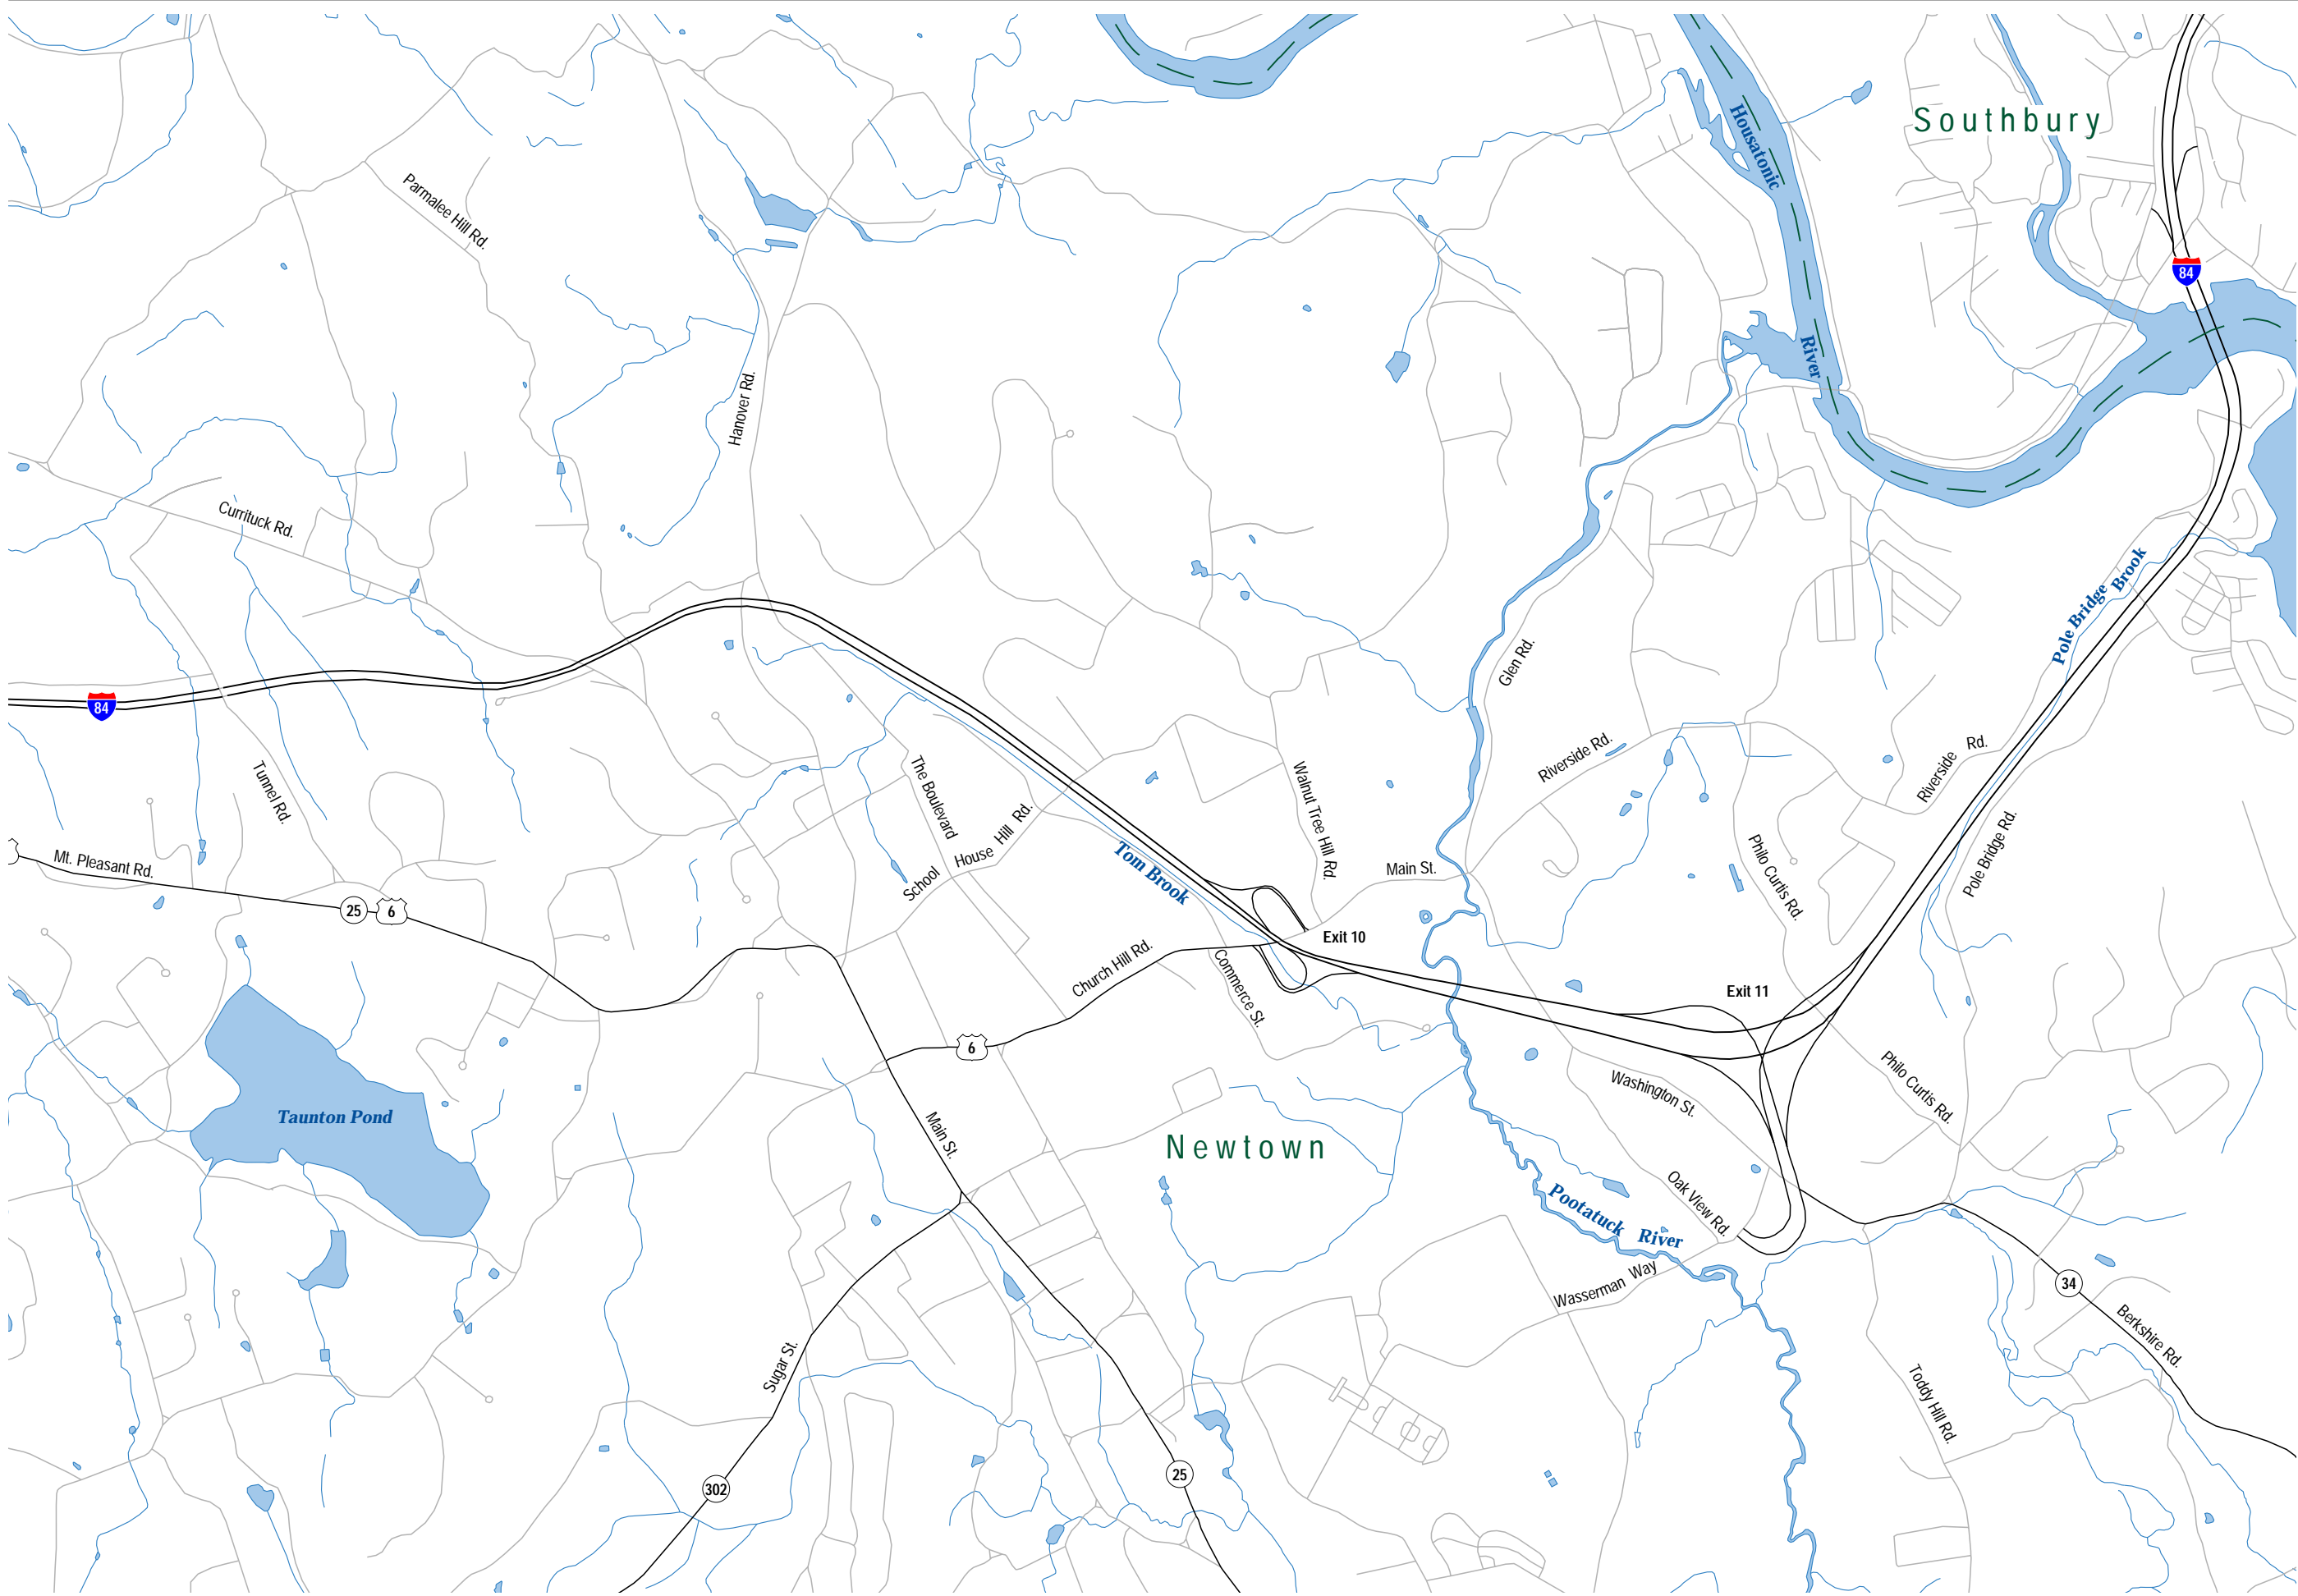 Southbury
Housatonic
River
Parmalee Hill Rd.
84
Hanover Rd.
Currituck Rd.
Pole Bridge Brook
Glen Rd.
84
Riverside Rd.
Riverside Rd.
Tunnel Rd.
The Boulevard
Walnut Tree Hill Rd.
School House Hill Rd.
Mt. Pleasant Rd.
Tom Brook
Main St.
Philo Curtis Rd.
Pole Bridge Rd.
25
6
Exit 10
Church Hill Rd.
Commerce St.
Exit 11
6
Washington St.
Philo Curtis Rd.
Taunton Pond
Main St.
Newtown
Oak View Rd.
Pootatuck River
Wasserman Way
34
Berkshire Rd.
Sugar St.
Toddy Hill Rd.
302
25